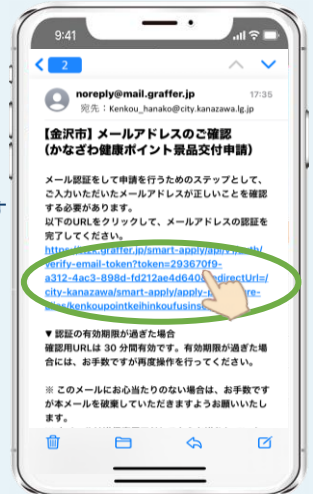 9:41
2
noreply@mail.graffer.jp 17:35
宛先：Kenkou_hanako@city.kanazawa.lg.jp
【金沢市】メールアドレスのご確認
（かなざわ健康ポイント景品交付申請）
メール認証をして申請を行うためのステップとして、
ご入力いただいたメールアドレスが正しいことを確認
する必要があります。
以下のURLをクリックして、メールアドレスの認証を
完了してください。
verify-email-token?token=293670f9-
a312-4ac3-898d-fd212ae4d640
city-kanazawa/smart-apply/apply-
▼ 認証の有効期限が過ぎた場合
確認用URLは 30 分間有効です。有効期限が過ぎた場
合には、お手数ですが再度操作を行ってください。
※ このメールにお心当たりのない場合は、お手数です
が本メールを破棄していただきますようお願いいたし
ます。